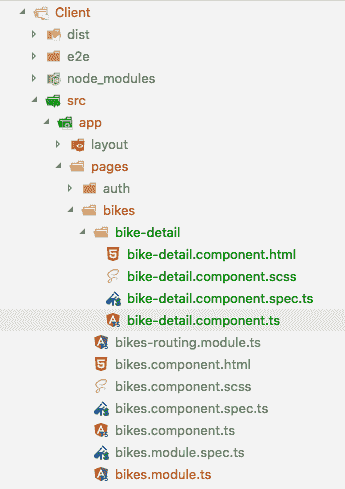 Client
dist
e2e
node_modules
src
app
layout
pages
auth
bikes
bike-detail
bike-detail.component.html
bike-detail.component.scss
bike-detail.component.spec.ts
bike-detail.component.ts
bikes-routing.module.ts
bikes.component.html
bikes.component.scss
bikes.component.spec.ts
bikes.component.ts
bikes.module.spec.ts
bikes.module.ts